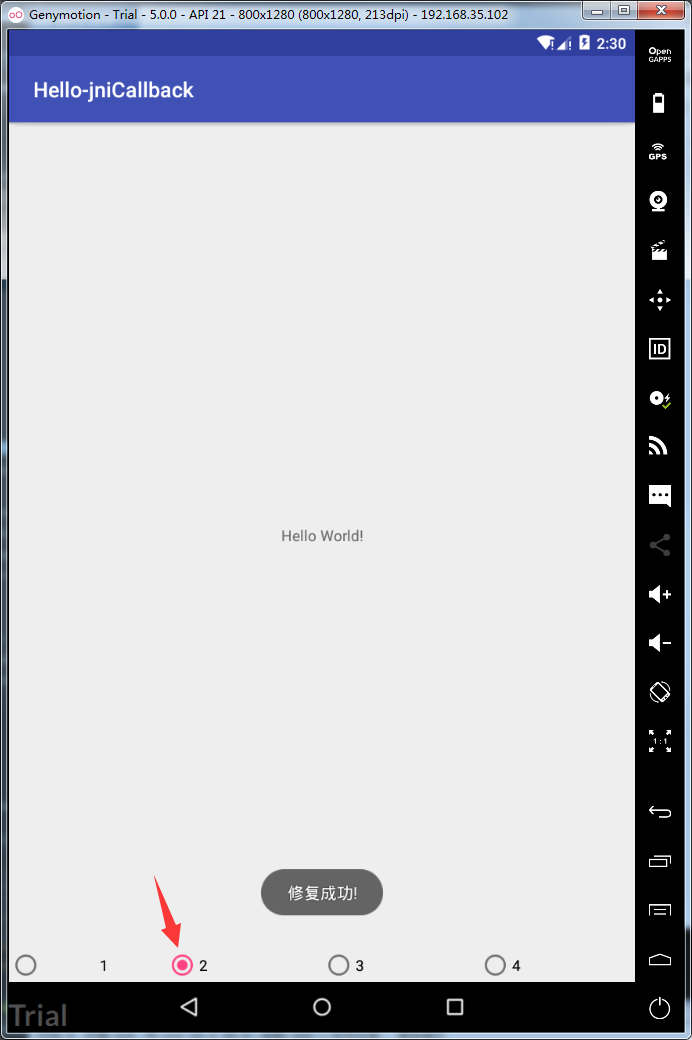 Genymotion - Trial - 5.0.0 - API 21 - 800x1280 (800x1280, 213dpi) - 192.168.35.102
2:30
Hello-jniCallback
Open
GAPPS
GPS
ID
Hello World!
1:1
修复成功!
1
2
3
4
Trial